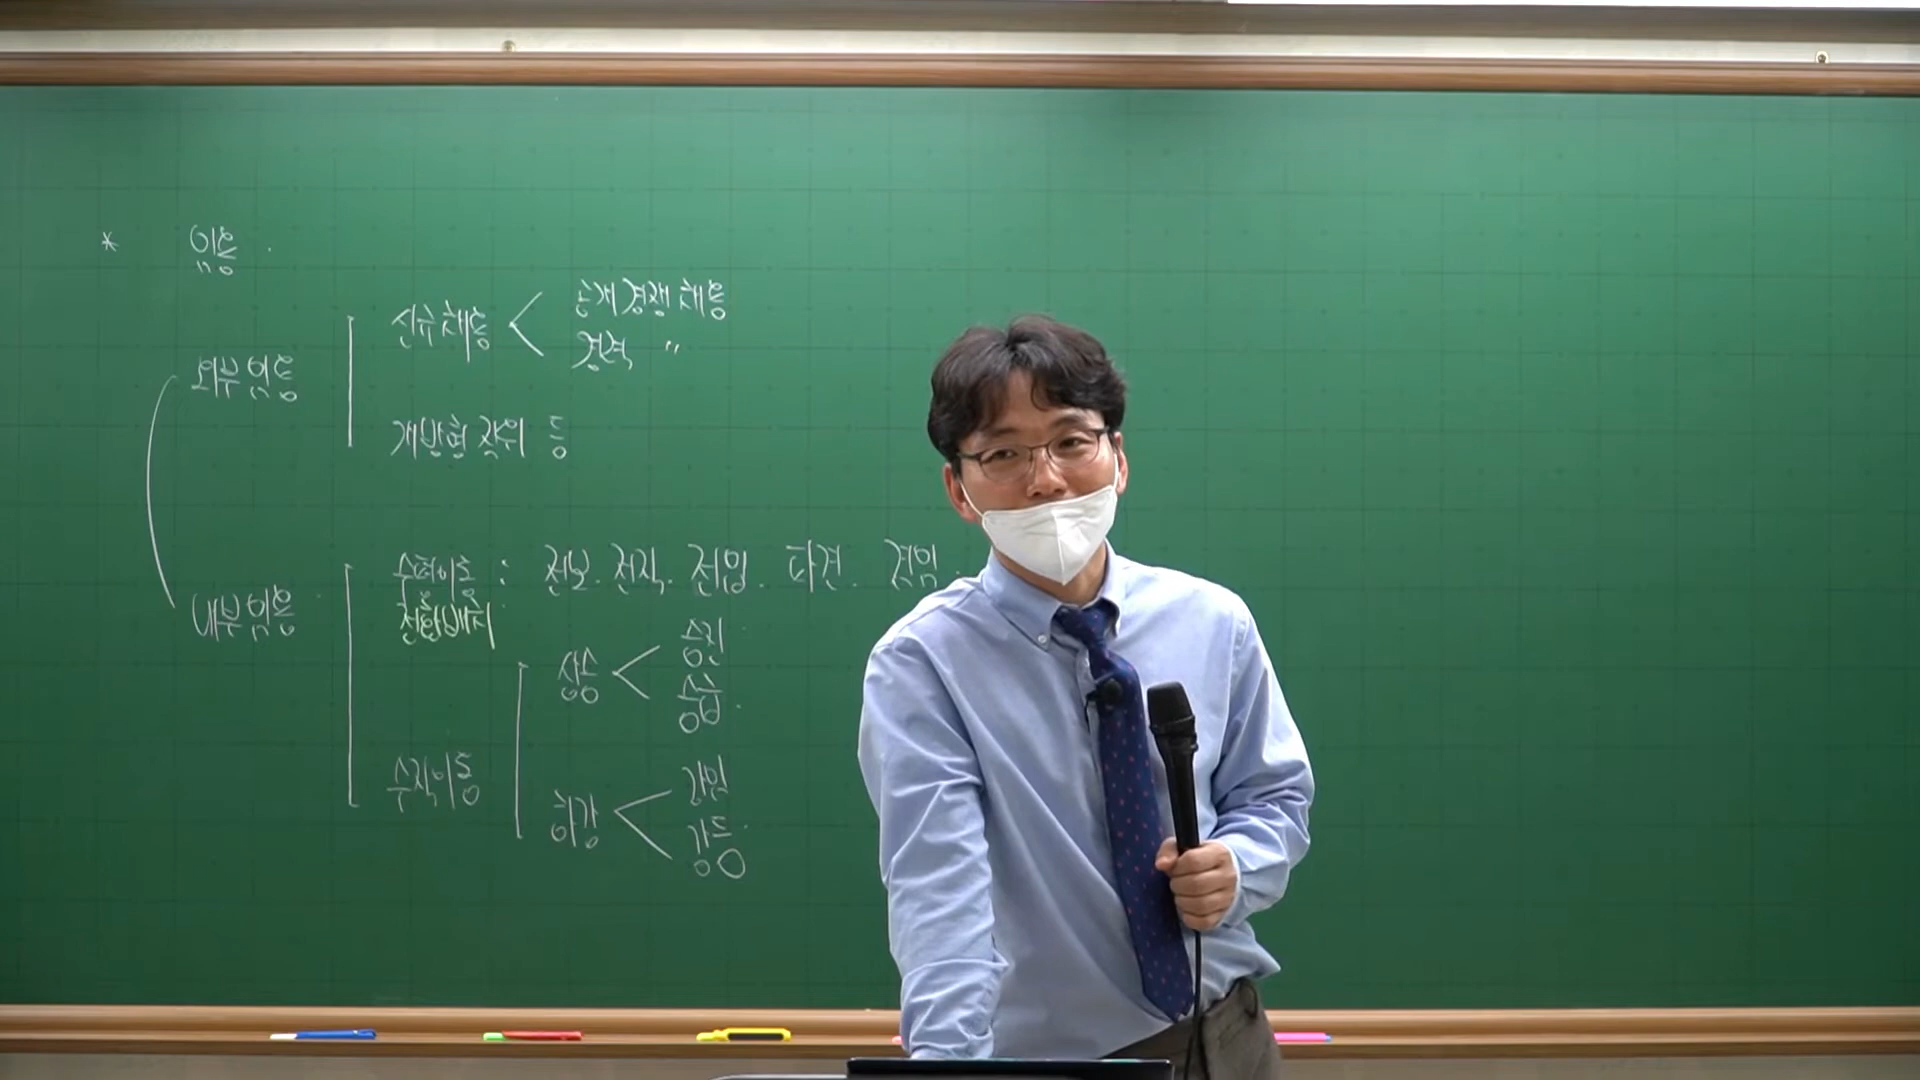 * 임용.
신규채용 < 공개경쟁채용
경력 "
외부임용
개방형 직위 등
수평이동 : 전보. 전직. 전입. 파견. 겸임.
내부임용
전환배치
상승 < 승진
승급.
수직이동
하강 < 강임
강등.